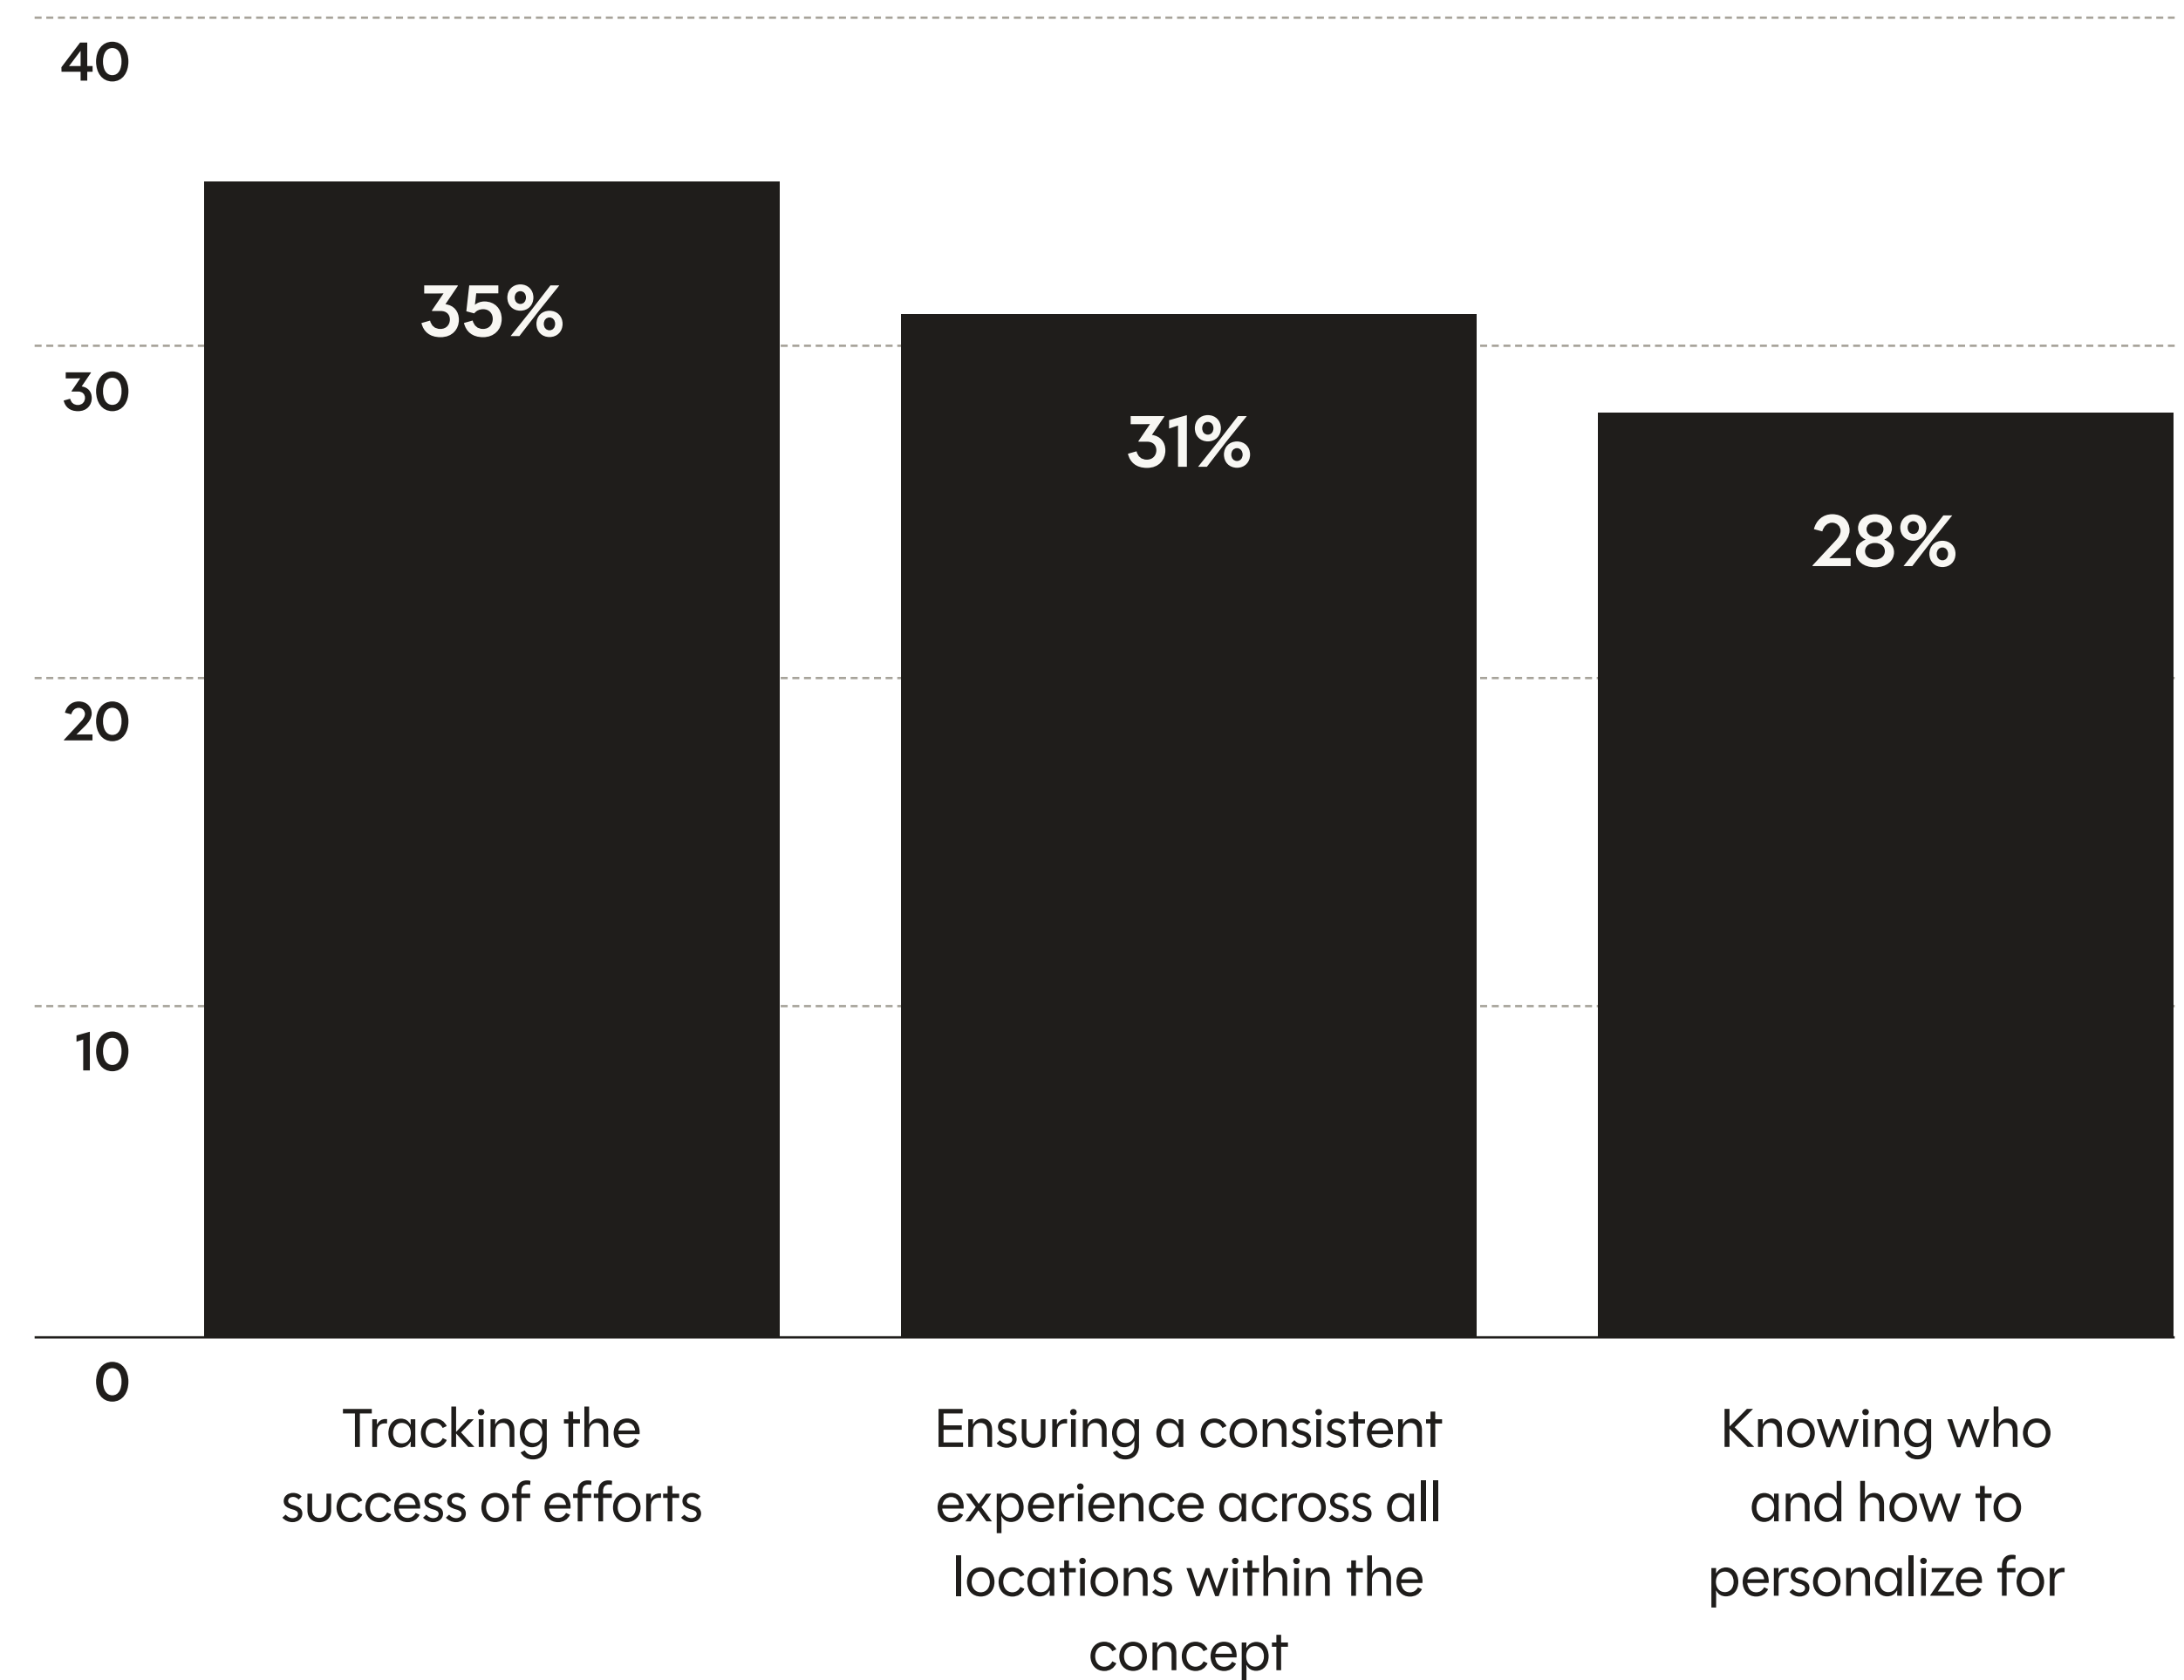 40
35%
30
31%
28%
20
10
0
Tracking the
success of efforts
Ensuring a consistent
experience across all
locations within the
concept
Knowing who
and how to
personalize for